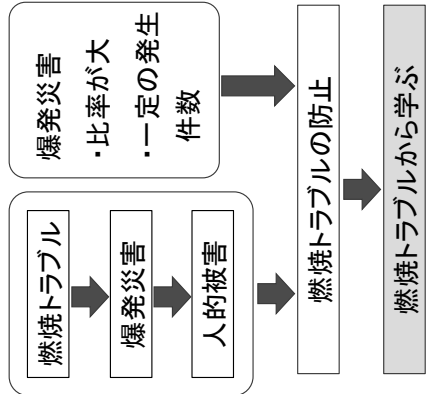 燃焼トラブル
爆発災害
人的被害
爆発災害
・比率が大
・一定の発生
件数
燃焼トラブルの防止
燃焼トラブルから学ぶ